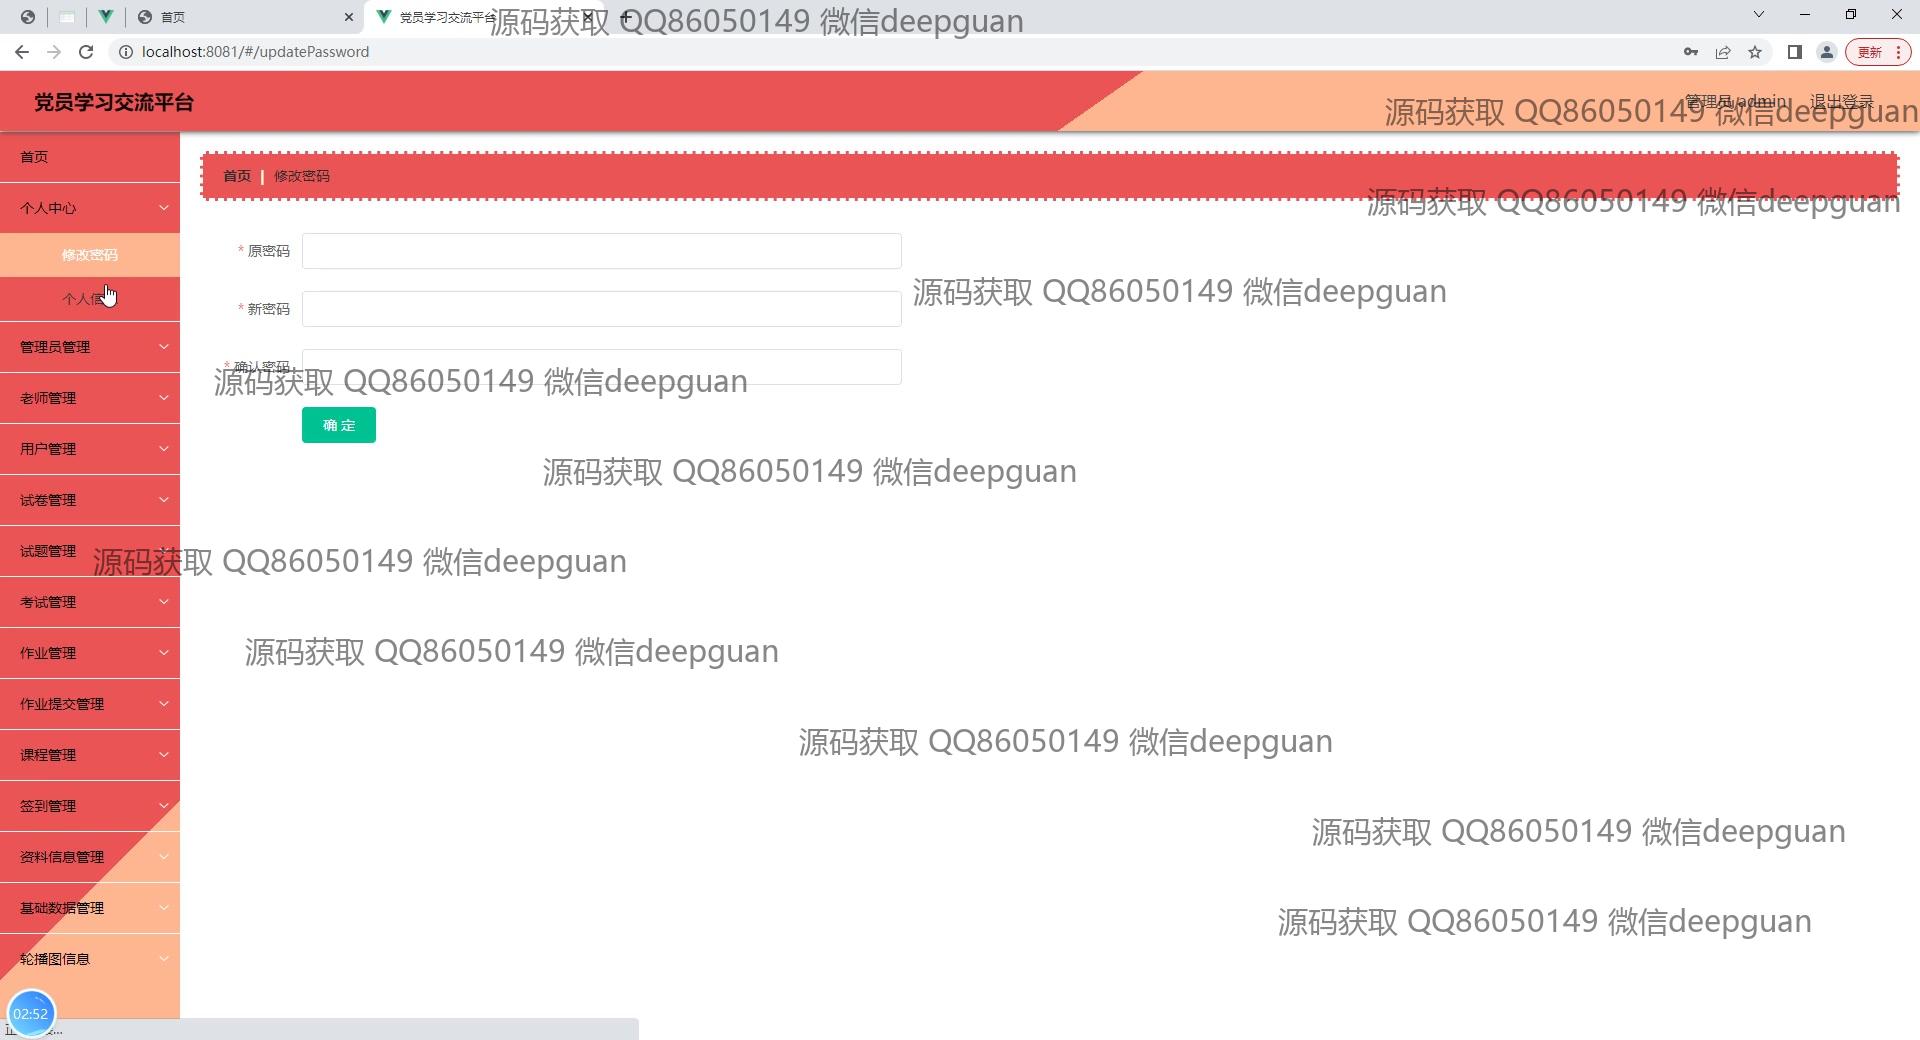 首页
党员学习交流平台
源码获取 QQ86050149 微信deepguan
localhost:8081/#/updatePassword
更新
党员学习交流平台
管理员 admin
退出登录
源码获取 QQ86050149 微信deepguan
首页
首页 | 修改密码
源码获取 QQ86050149 微信deepguan
个人中心
修改密码
* 原密码
个人信
源码获取 QQ86050149 微信deepguan
* 新密码
管理员管理
* 确认密码
源码获取 QQ86050149 微信deepguan
老师管理
确 定
用户管理
源码获取 QQ86050149 微信deepguan
试卷管理
试题管理
源码获取 QQ86050149 微信deepguan
考试管理
作业管理
源码获取 QQ86050149 微信deepguan
作业提交管理
源码获取 QQ86050149 微信deepguan
课程管理
签到管理
源码获取 QQ86050149 微信deepguan
资料信息管理
基础数据管理
源码获取 QQ86050149 微信deepguan
轮播图信息
02:52